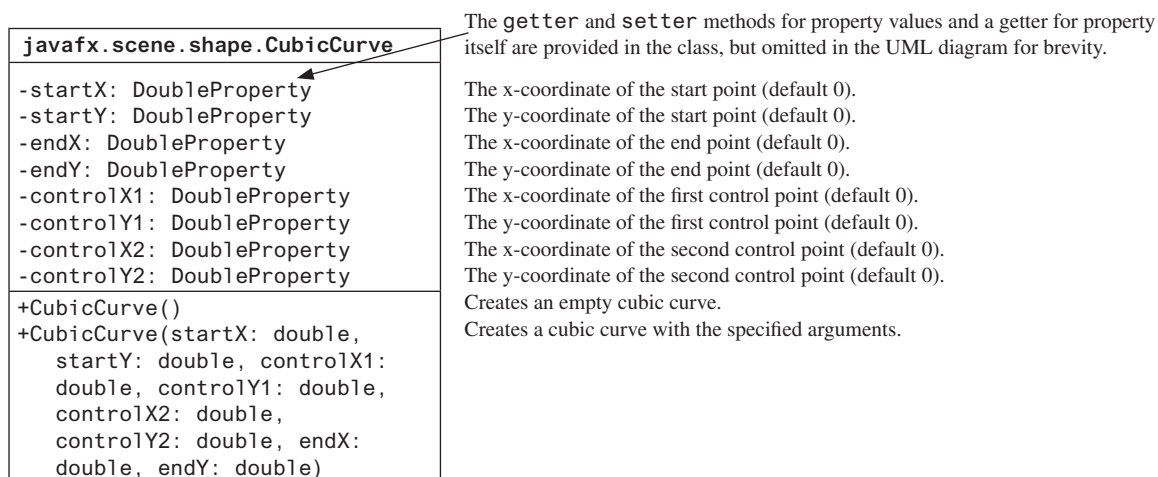 The getter and setter methods for property values and a getter for property
itself are provided in the class, but omitted in the UML diagram for brevity.
javafx.scene.shape.CubicCurve
-startX: DoubleProperty The x-coordinate of the start point (default 0).
-startY: DoubleProperty The y-coordinate of the start point (default 0).
-endX: DoubleProperty The x-coordinate of the end point (default 0).
-endY: DoubleProperty The y-coordinate of the end point (default 0).
-controlX1: DoubleProperty The x-coordinate of the first control point (default 0).
-controlY1: DoubleProperty The y-coordinate of the first control point (default 0).
-controlX2: DoubleProperty The x-coordinate of the second control point (default 0).
-controlY2: DoubleProperty The y-coordinate of the second control point (default 0).
+CubicCurve() Creates an empty cubic curve.
+CubicCurve(startX: double, Creates a cubic curve with the specified arguments.
startY: double, controlX1:
double, controlY1: double,
controlX2: double,
controlY2: double, endX:
double, endY: double)